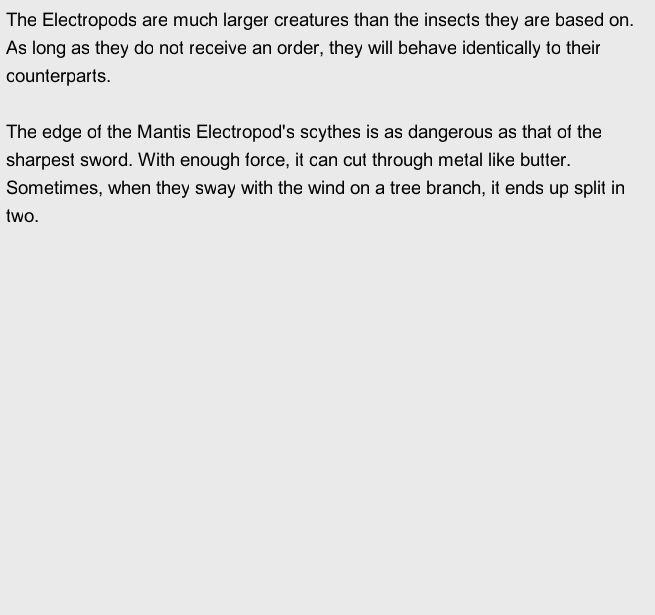 The Electropods are much larger creatures than the insects they are based on.
As long as they do not receive an order, they will behave identically to their
counterparts.
The edge of the Mantis Electropod's scythes is as dangerous as that of the
sharpest sword. With enough force, it can cut through metal like butter.
Sometimes, when they sway with the wind on a tree branch, it ends up split in
two.